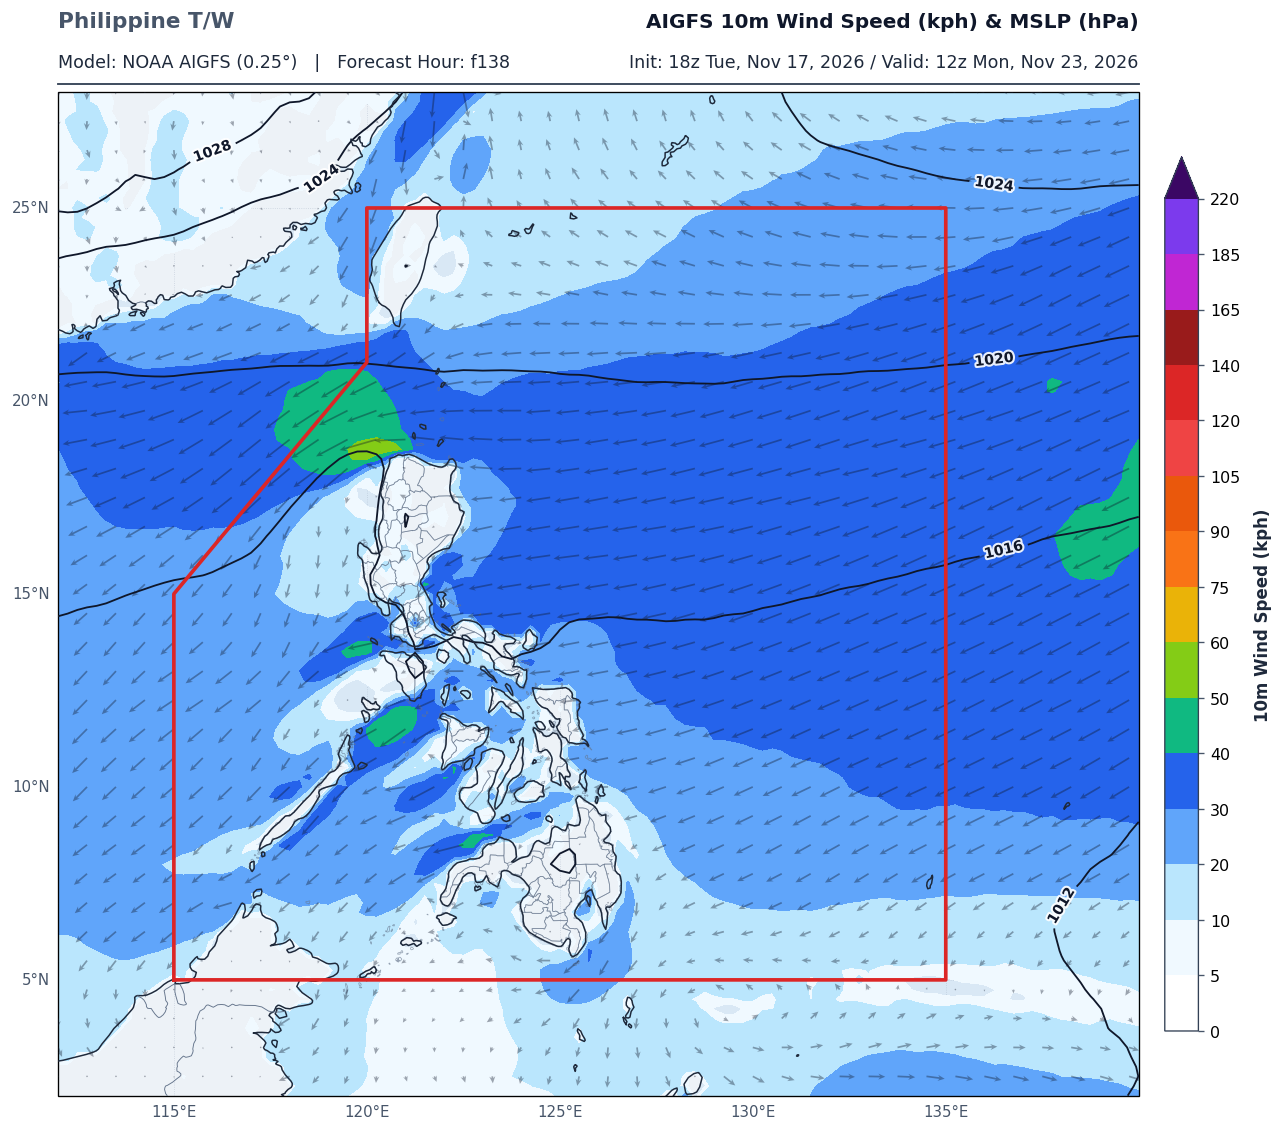 Philippine T/W
AIGFS 10m Wind Speed (kph) & MSLP (hPa)
Model: NOAA AIGFS (0.25°) | Forecast Hour: f138
Init: 18z Tue, Nov 17, 2026 / Valid: 12z Mon, Nov 23, 2026
1028
1024
1024
1020
1016
1012
25°N
20°N
15°N
10°N
5°N
115°E
120°E
125°E
130°E
135°E
220
185
165
140
120
105
90
75
60
50
40
30
20
10
5
0
10m Wind Speed (kph)